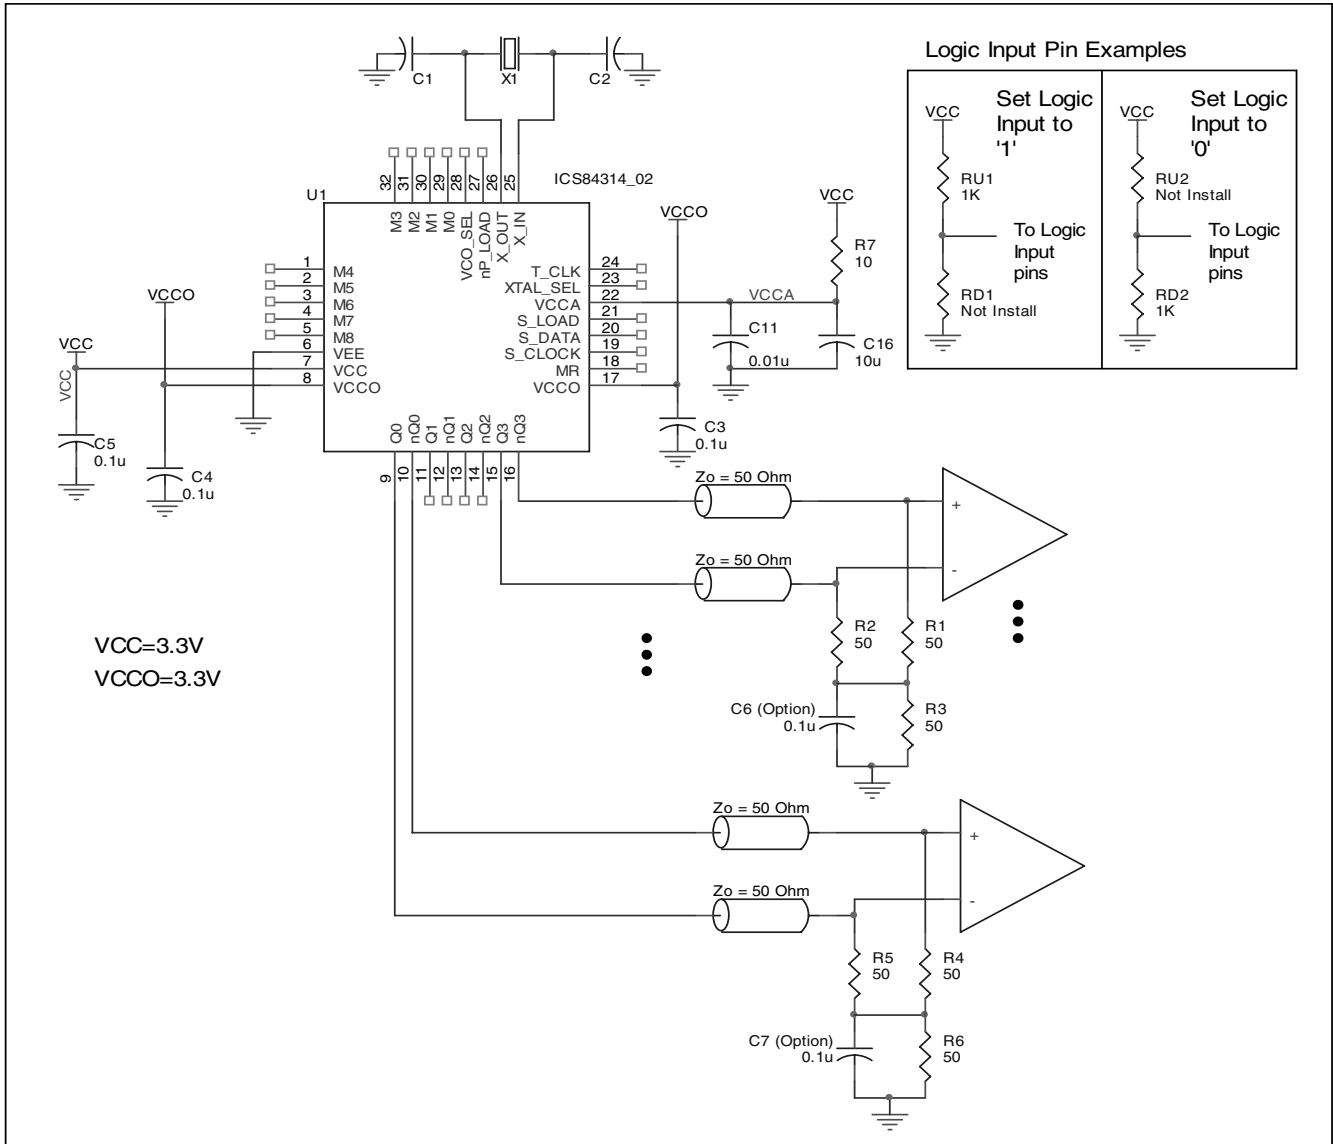 C1
X1
C2
Logic Input Pin Examples
VCC
Set Logic
Input to
'1'
RU1
1K
To Logic
Input
pins
RD1
Not Install
VCC
Set Logic
Input to
'0'
RU2
Not Install
To Logic
Input
pins
RD2
1K
U1
ICS84314_02
32
31
30
29
28
27
26
25
M3
M2
M1
M0
VCO_SEL
nP_LOAD
X_OUT
X_IN
1
2
3
4
5
6
7
8
M4
M5
M6
M7
M8
VEE
VCC
VCCO
T_CLK
XTAL_SEL
VCCA
S_LOAD
S_DATA
S_CLOCK
MR
VCCO
24
23
22
21
20
19
18
17
Q0
nQ0
Q1
nQ1
Q2
nQ2
Q3
nQ3
9
10
11
12
13
14
15
16
VCCO
VCC
VCC
C5
0.1u
C4
0.1u
VCCO
C3
0.1u
VCC
R7
10
VCCA
C11
0.01u
C16
10u
Zo = 50 Ohm
+
Zo = 50 Ohm
-
R2
50
R1
50
C6 (Option)
0.1u
R3
50
VCC=3.3V
VCCO=3.3V
Zo = 50 Ohm
+
Zo = 50 Ohm
-
R5
50
R4
50
C7 (Option)
0.1u
R6
50